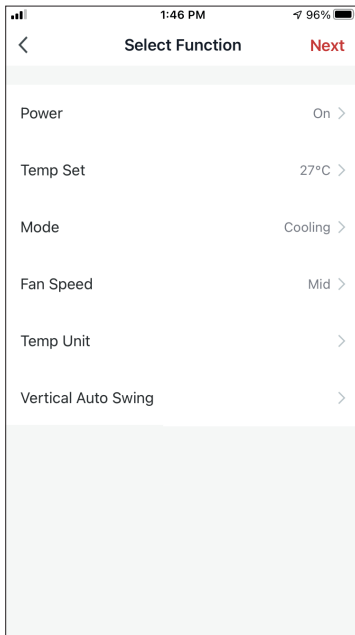 1:46 PM 96%
Select Function Next
Power On
Temp Set 27°C
Mode Cooling
Fan Speed Mid
Temp Unit
Vertical Auto Swing